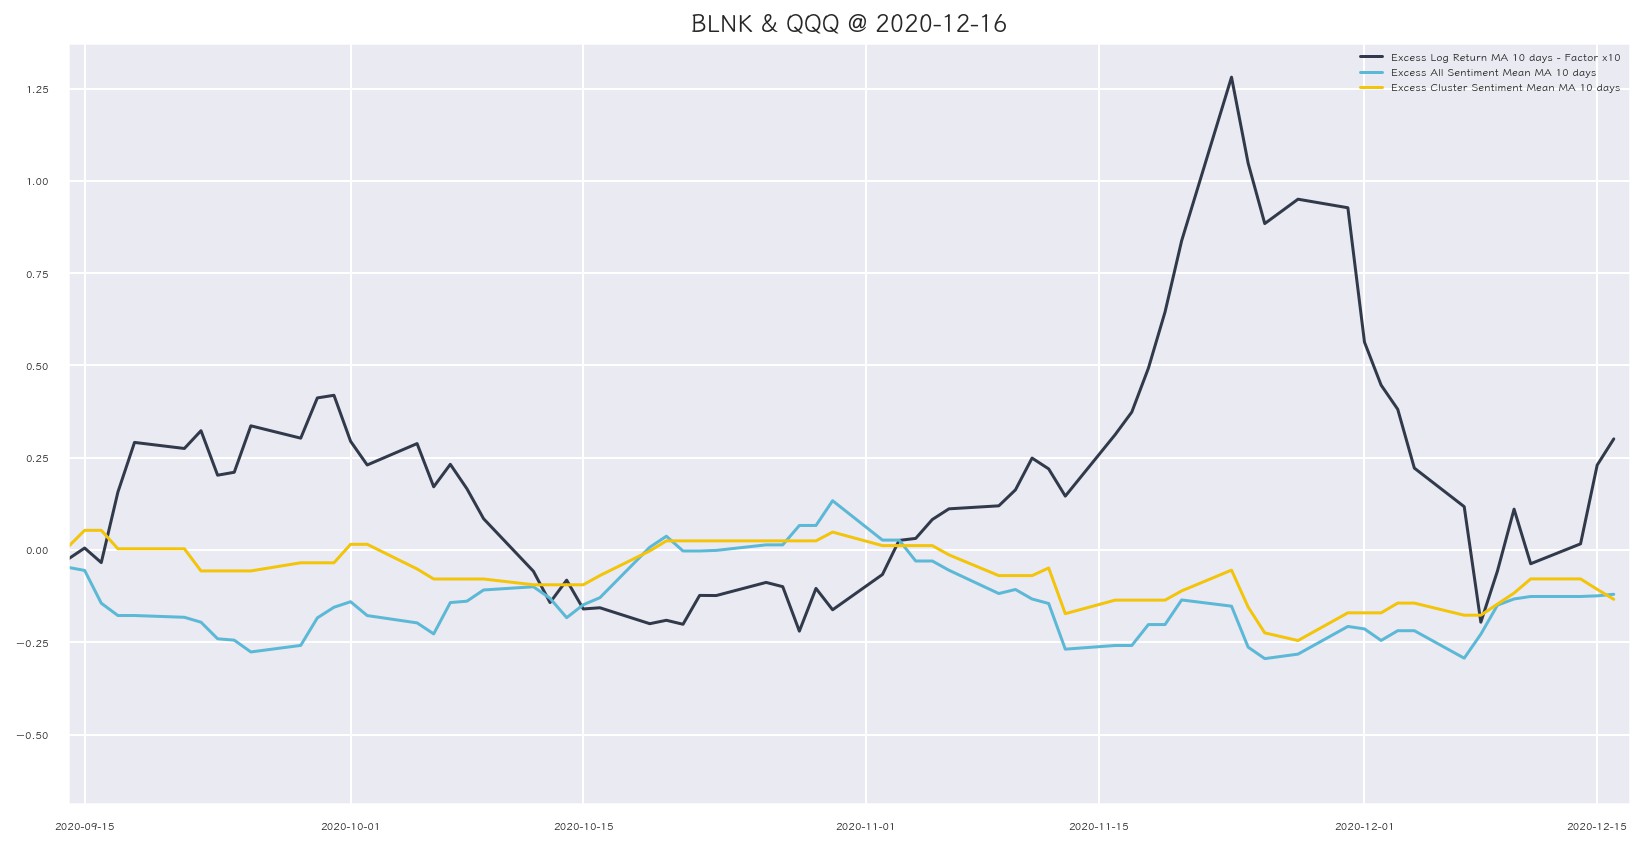 BLNK & QQQ @ 2020-12-16
Excess Log Return MA 10 days - Factor x10
Excess All Sentiment Mean MA 10 days
Excess Cluster Sentiment Mean MA 10 days
1.25
1.00
0.75
0.50
0.25
0.00
−0.25
−0.50
2020-09-15 2020-10-01 2020-10-15 2020-11-01 2020-11-15 2020-12-01 2020-12-15